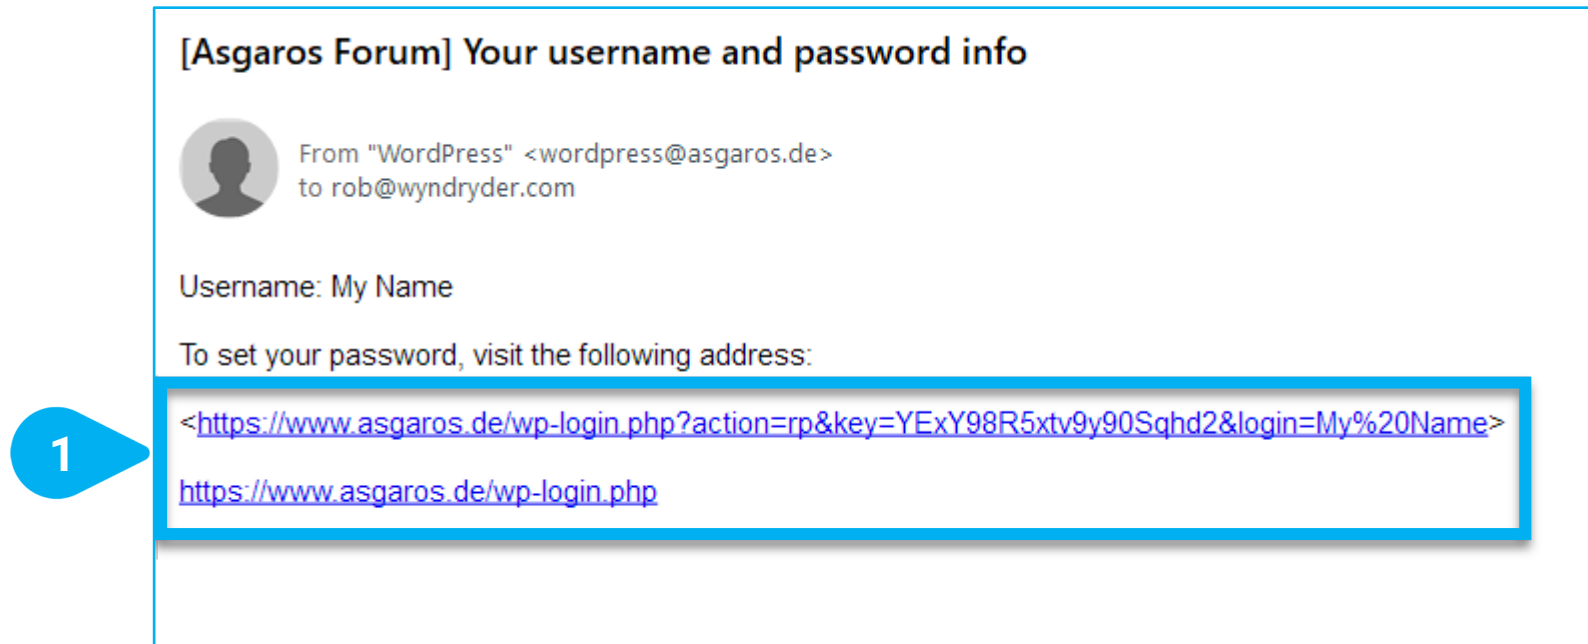 [Asgaros Forum] Your username and password info
From "WordPress" <wordpress@asgaros.de>
to rob@wyndryder.com
Username: My Name
To set your password, visit the following address:
<https://www.asgaros.de/wp-login.php?action=rp&key=YExY98R5xtv9y90Sqhd2&login=My%20Name>
1
https://www.asgaros.de/wp-login.php